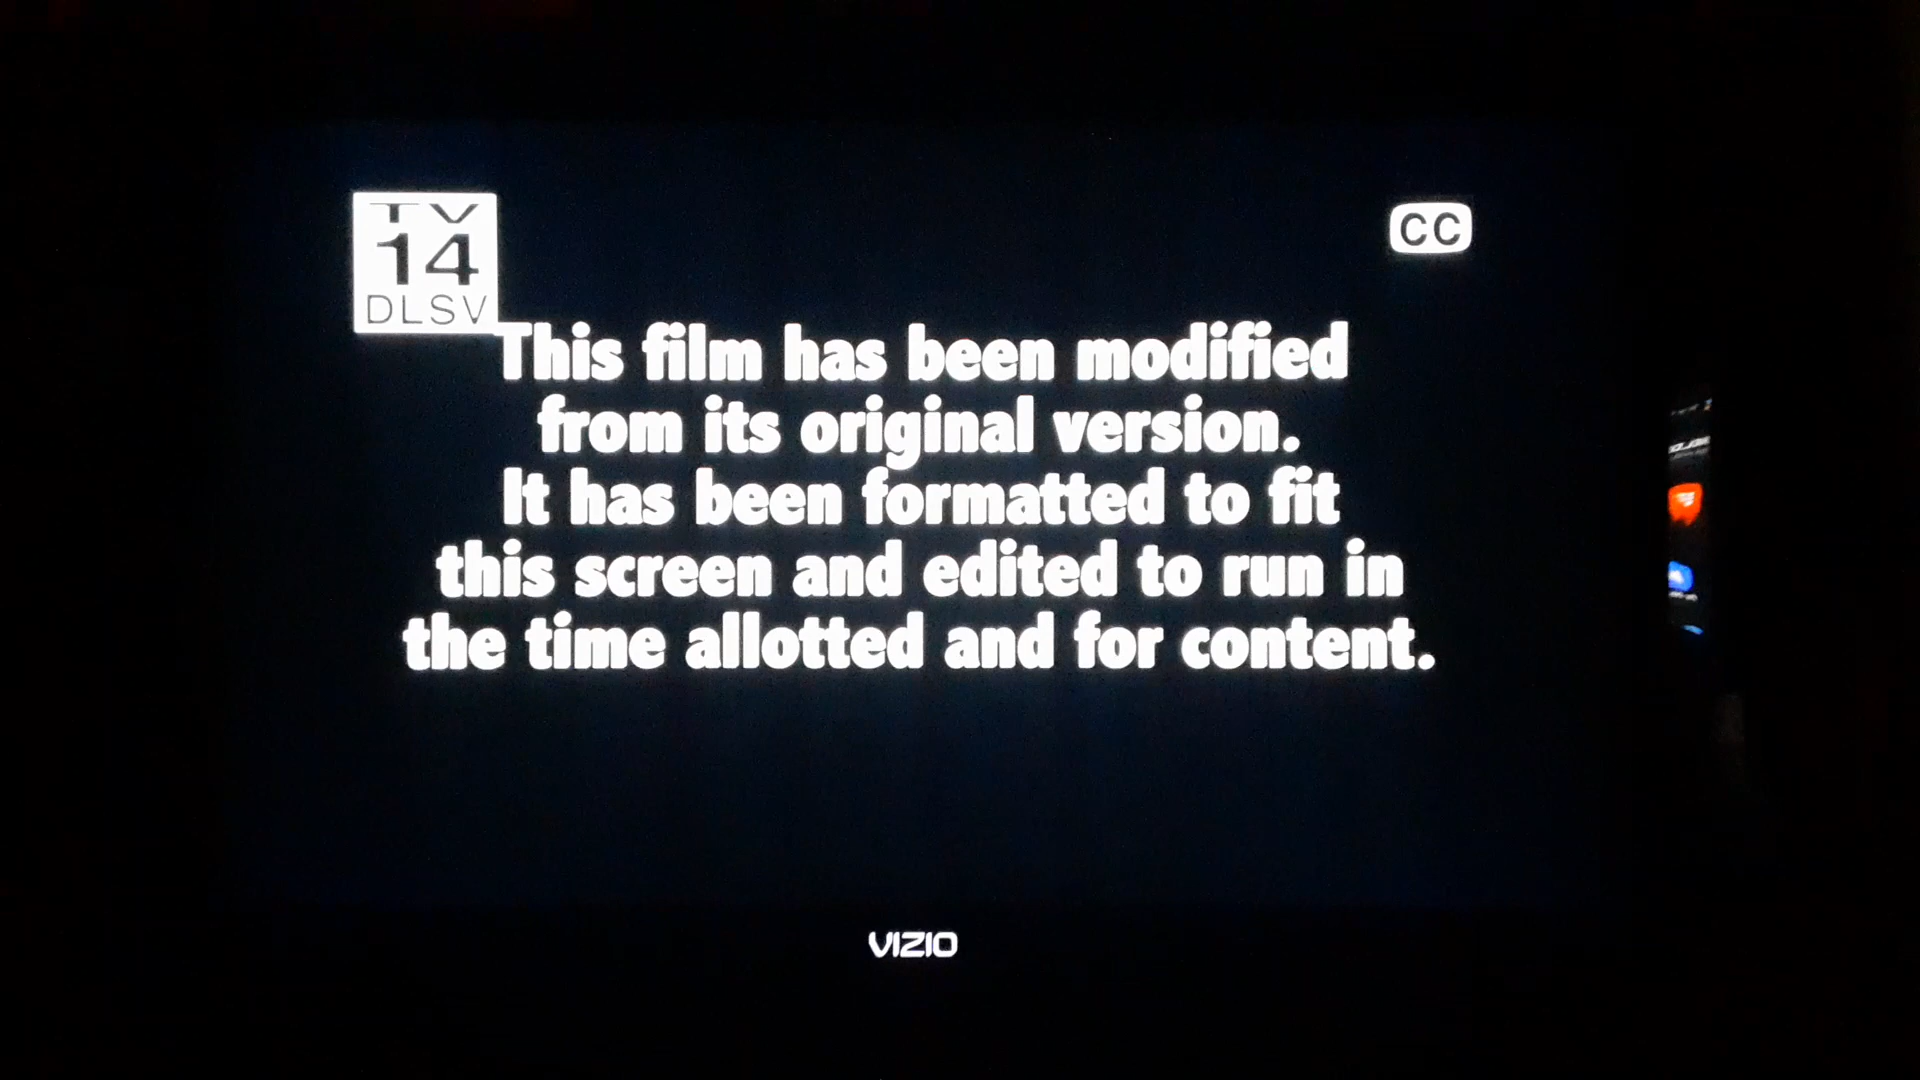 TV
14
DLSV
CC
This film has been modified
from its original version.
It has been formatted to fit
this screen and edited to run in
the time allotted and for content.
VIZIO